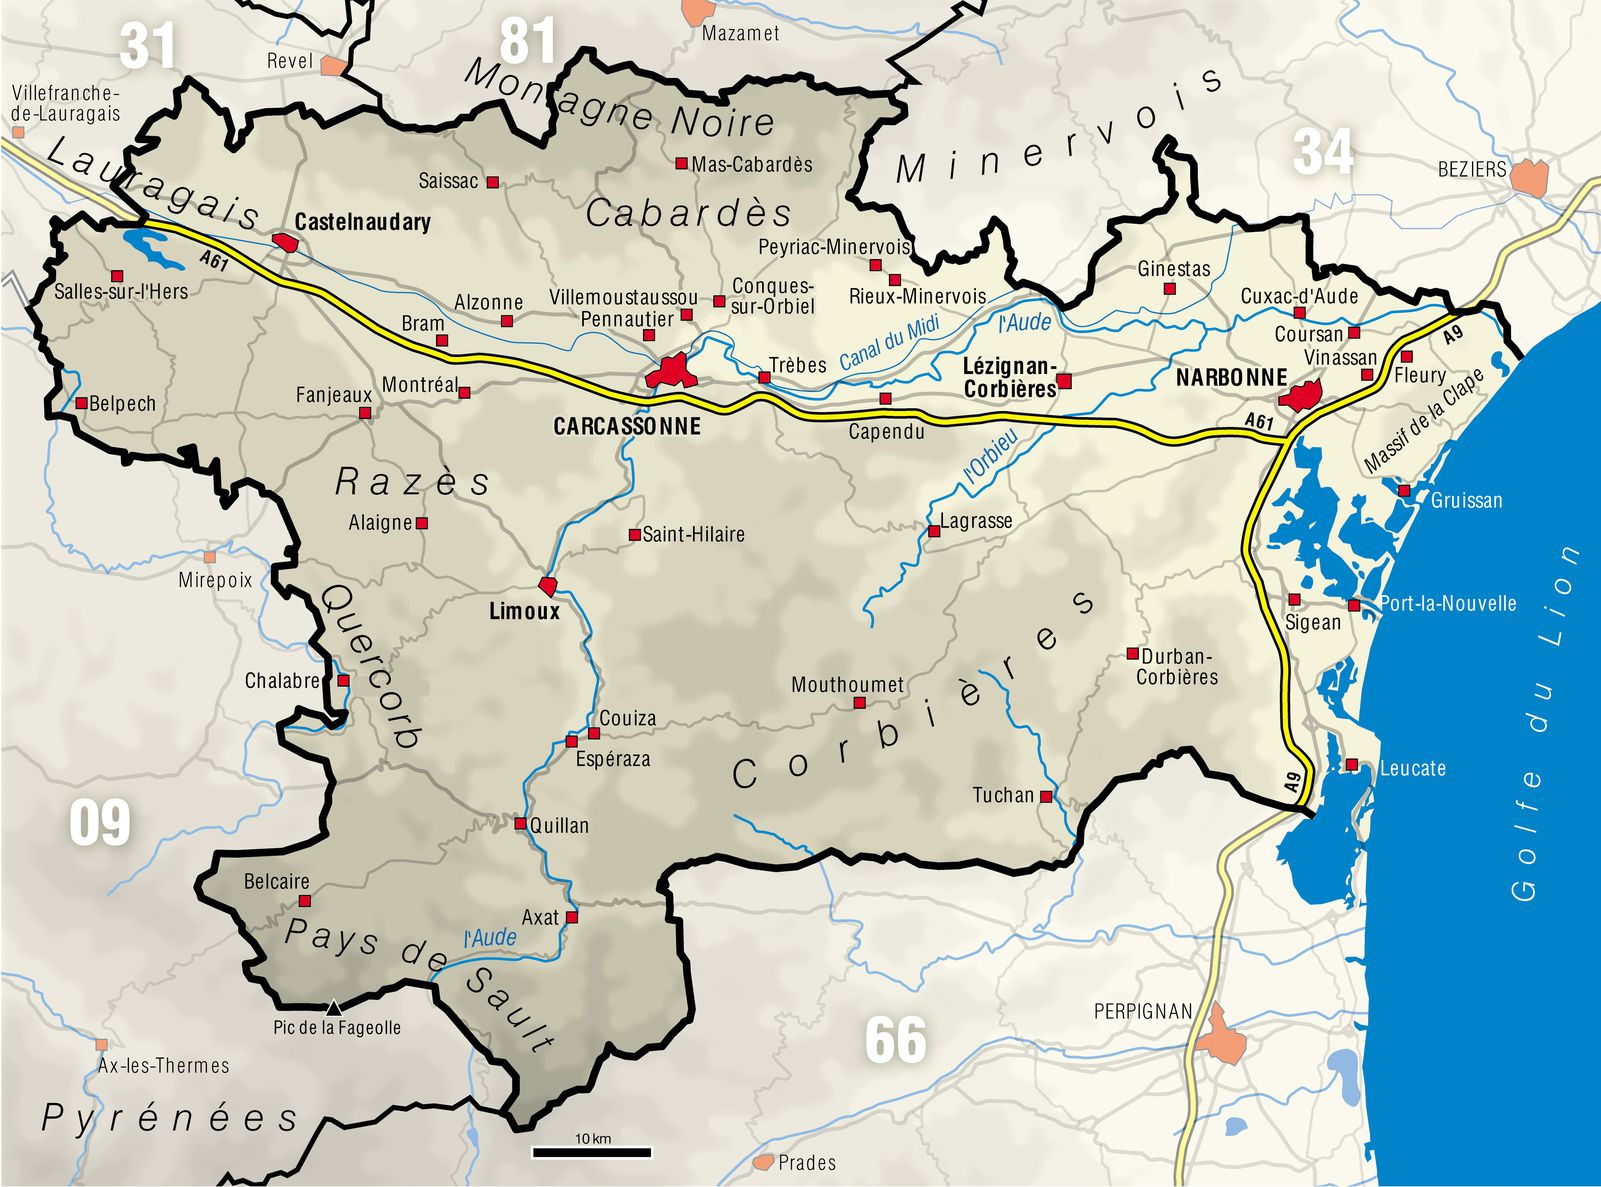 31
81
Mazamet
Revel
Montagne Noire
Villefranche-
de-Lauragais
Lauragais
Minervois
34
BEZIERS
Mas-Cabardès
Saissac
Cabardès
Castelnaudary
A61
Salles-sur-l'Hers
Peyriac-Minervois
Rieux-Minervois
Ginestas
Cuxac-d'Aude
Coursan
Vinassan
Fleury
A9
Massif de la Clape
Alzonne
Villemoustaussou
Pennautier
Conques-
sur-Orbiel
Bram
Canal du Midi
l'Aude
Trèbes
Lézignan-
Corbières
NARBONNE
A61
Belpech
Fanjeaux
Montréal
CARCASSONNE
Capendu
l'Orbieu
Razès
Alaigne
Saint-Hilaire
Lagrasse
Gruissan
Mirepoix
Limoux
Quercorb
Sigean
Port-la-Nouvelle
Golfe du Lion
Chalabre
Durban-
Corbières
Mouthoumet
Corbières
Couiza
Espéraza
Leucate
A9
Tuchan
09
Quillan
Belcaire
Axat
l'Aude
Pays de Sault
Pic de la Fageolle
66
PERPIGNAN
Ax-les-Thermes
Pyrénées
10 km
Prades